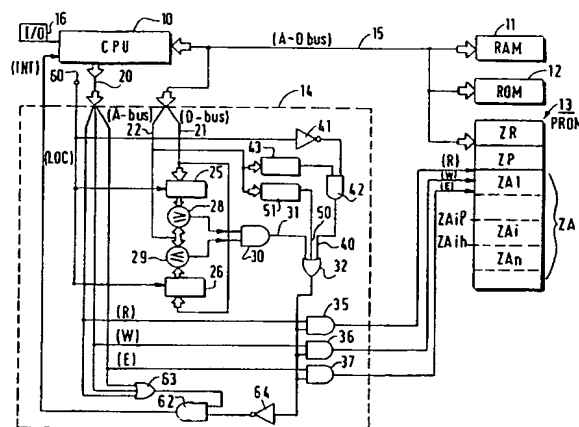 16 10 11
I/O CPU (A-D bus) 15 RAM
(INT) 20 12
60 ROM
14 13
(A-bus) (D-bus) PROM
22 21 41 ZR
(LOC) 43 (R) ZP
25 42 (W) ZA1
51 (E)
28 31 50 40 ZAip ZA
≥ ZAi
29 30 32 ZAih
≥ ZAn
26
(R) 35
(W) 36
(E) 37
63
62 64